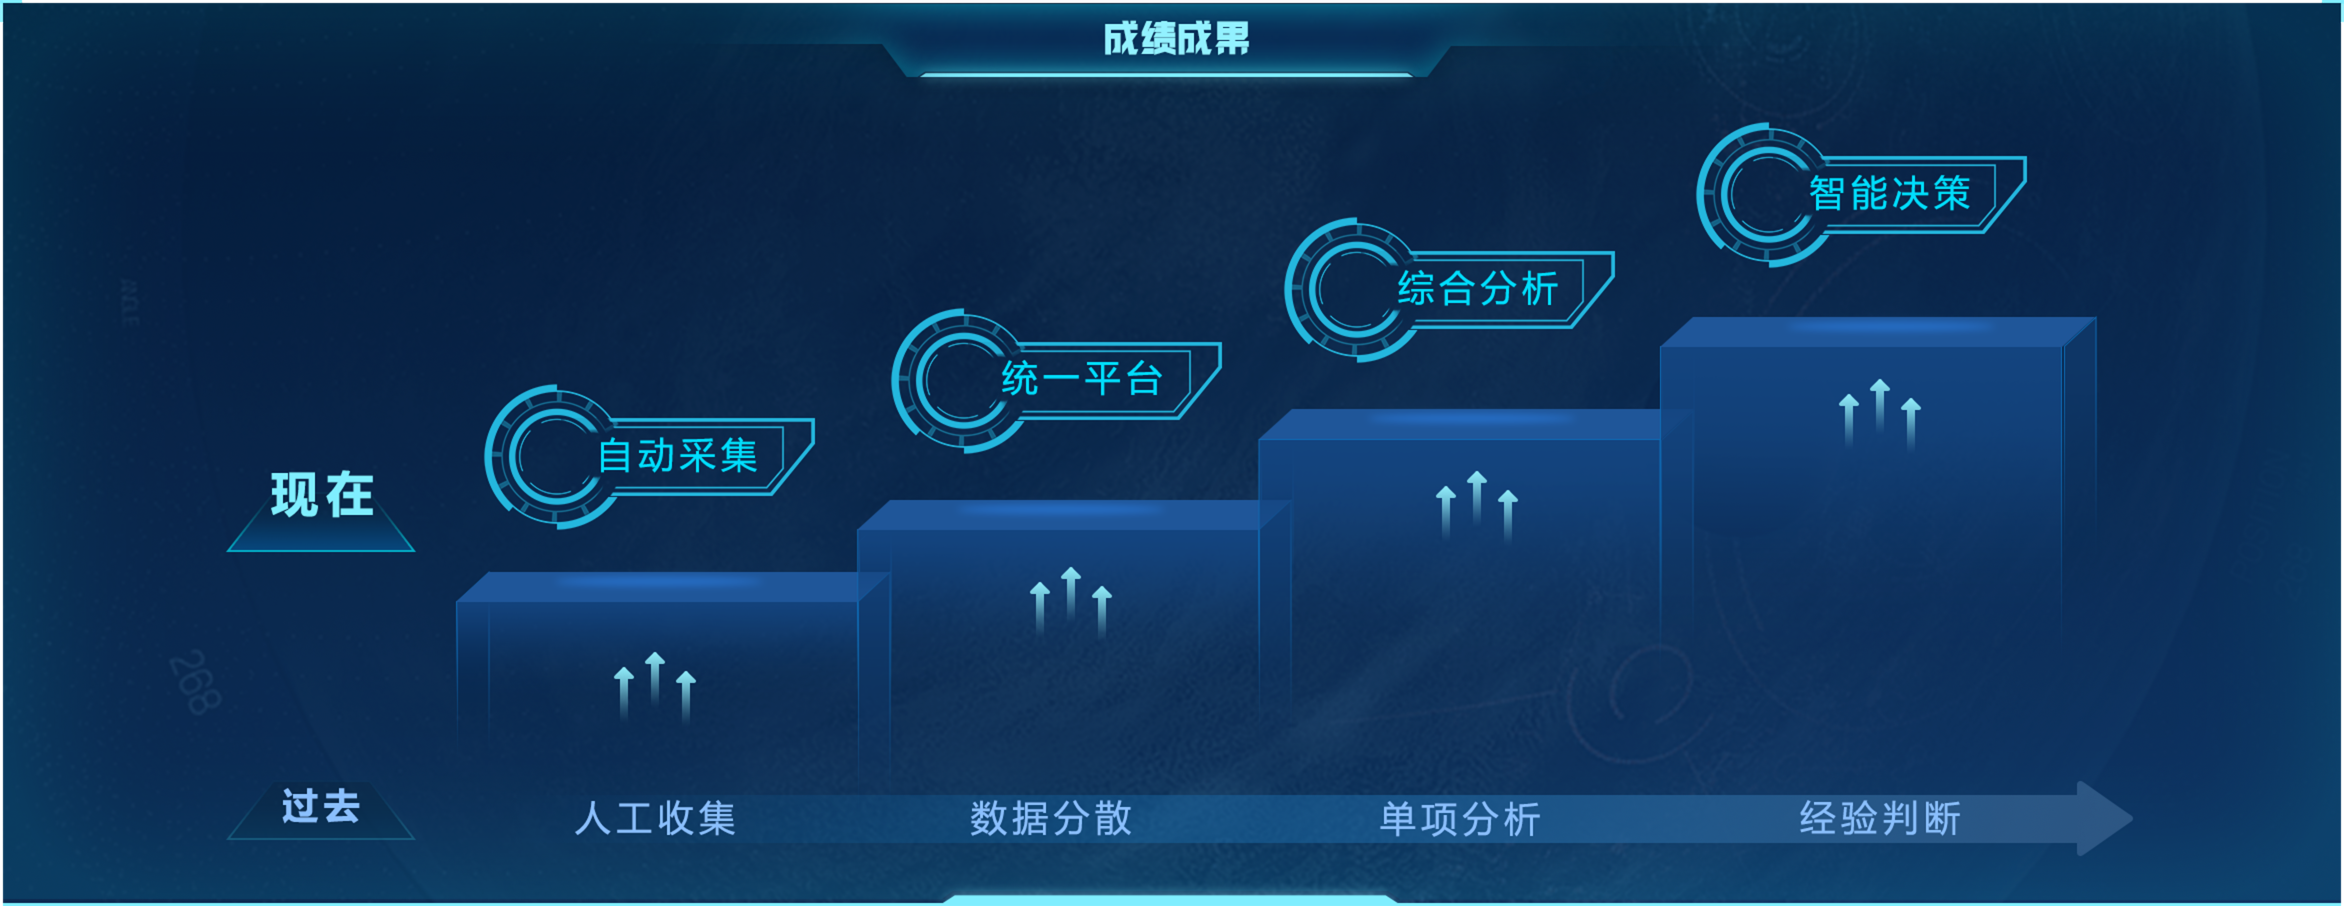 成绩成果
智能决策
综合分析
统一平台
自动采集
现在
268
过去
人工收集
数据分散
单项分析
经验判断